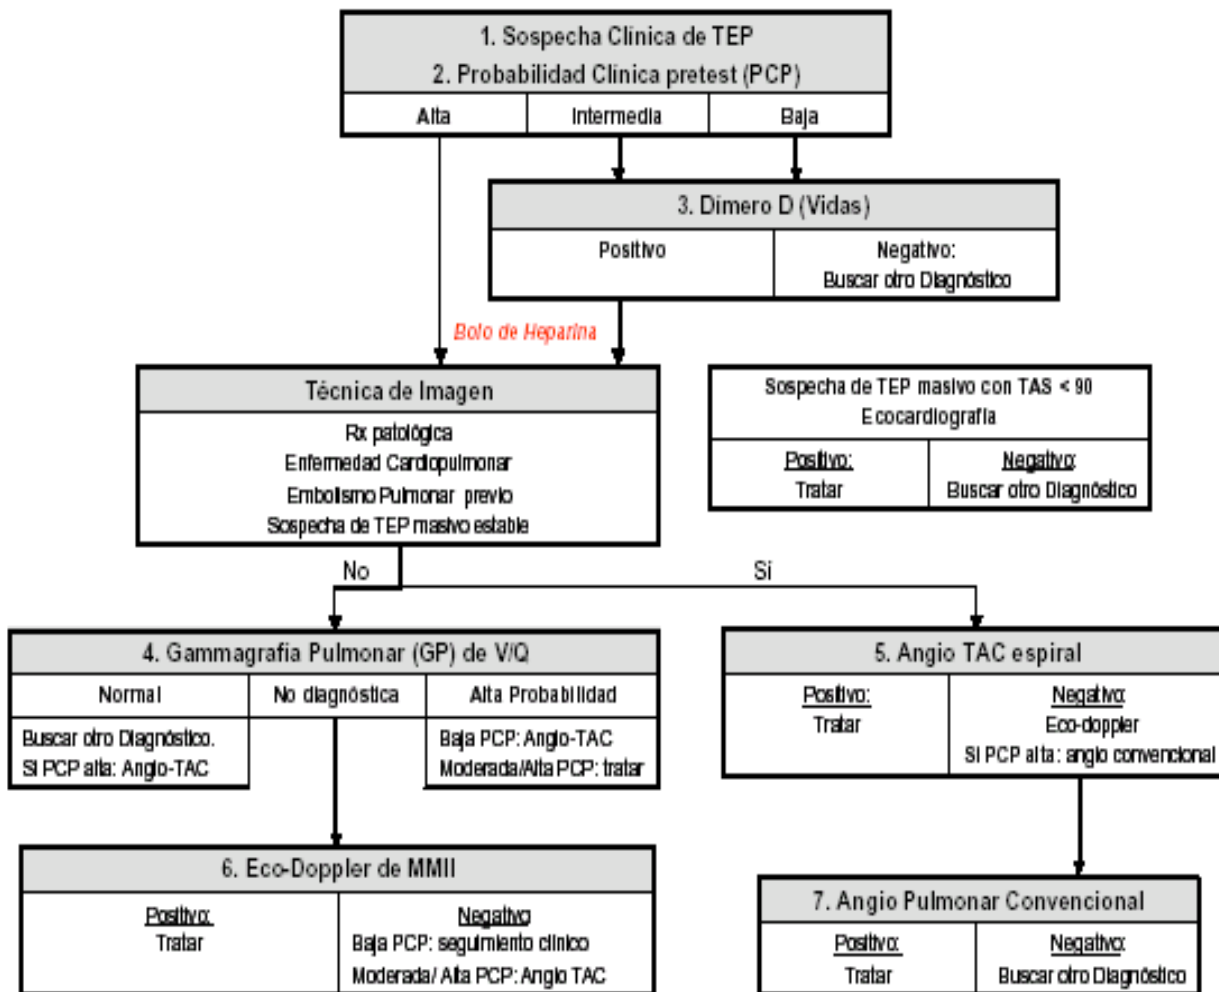 1. Sospecha Clínica de TEP
2. Probabilidad Clínica pretest (PCP)
Alta
Intermedia
Baja
3. Dimero D (Vidas)
Positivo
Negativo:
Buscar otro Diagnóstico
Bolo de Heparina
Técnica de Imagen
Rx patológica
Enfermedad Cardiopulmonar
Embolismo Pulmonar previo
Sospecha de TEP masivo estable
Sospecha de TEP masivo con TAS < 90
Ecocardiografía
Positivo:
Tratar
Negativo:
Buscar otro Diagnóstico
No
Si
4. Gammagrafia Pulmonar (GP) de V/Q
Normal
No diagnóstica
Alta Probabilidad
Buscar otro Diagnóstico.
Si PCP alta: Angio-TAC
Baja PCP: Angio-TAC
Moderada/Alta PCP: tratar
5. Angio TAC espiral
Positivo:
Tratar
Negativo:
Eco-doppler
Si PCP alta: angio convencional
6. Eco-Doppler de MMII
Positivo:
Tratar
Negativo
Baja PCP: seguimiento clínico
Moderada/ Alta PCP: Angio TAC
7. Angio Pulmonar Convencional
Positivo:
Tratar
Negativo:
Buscar otro Diagnóstico